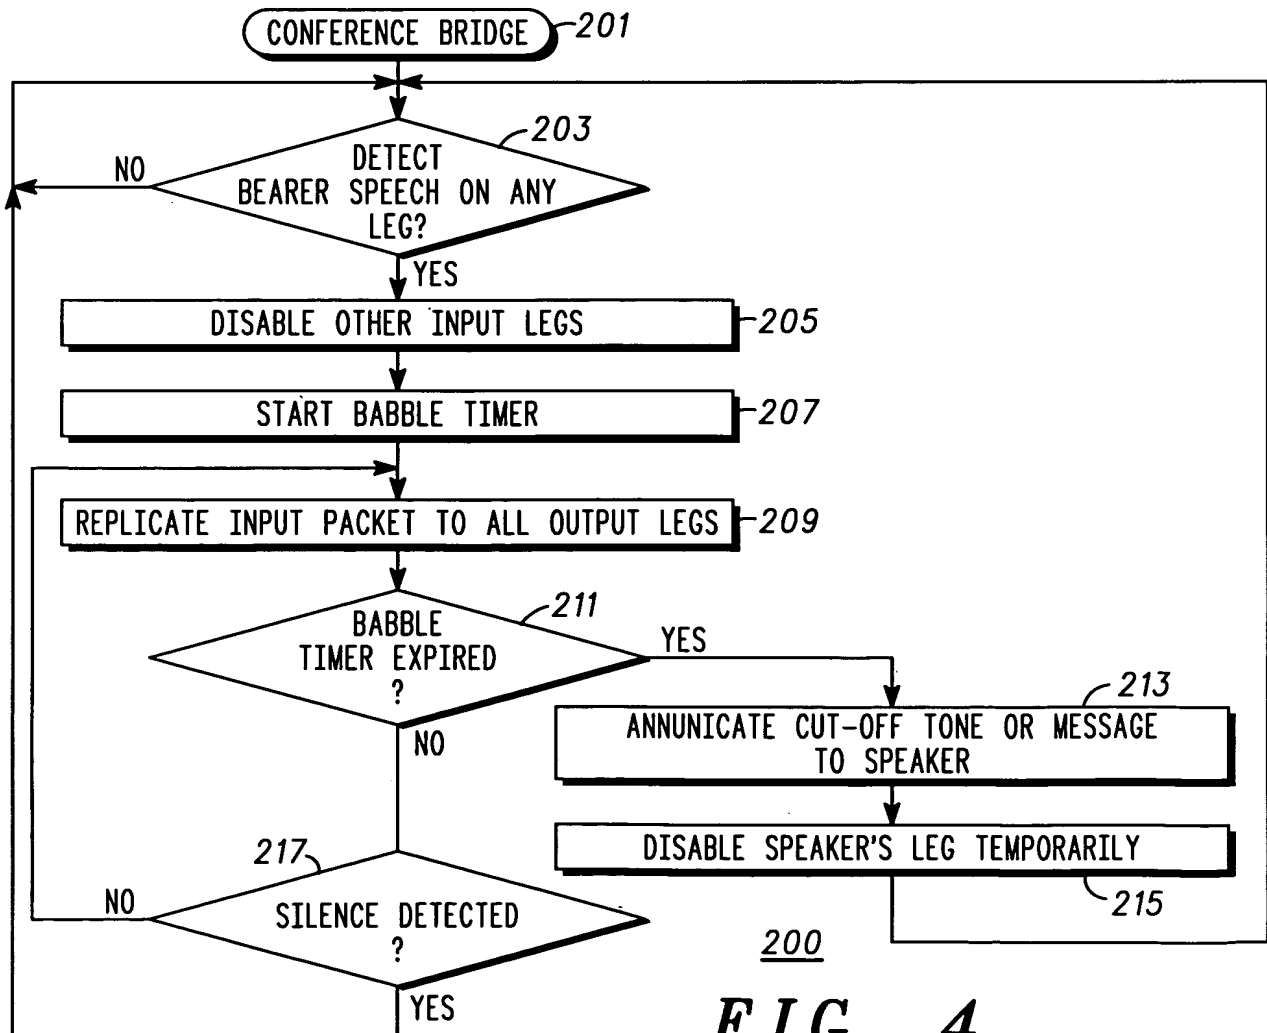 CONFERENCE BRIDGE
201
203
DETECT
BEARER SPEECH ON ANY
LEG?
NO
YES
DISABLE OTHER INPUT LEGS
205
START BABBLE TIMER
207
REPLICATE INPUT PACKET TO ALL OUTPUT LEGS
209
211
BABBLE
TIMER EXPIRED
?
YES
NO
213
ANNUNICATE CUT-OFF TONE OR MESSAGE
TO SPEAKER
DISABLE SPEAKER'S LEG TEMPORARILY
215
217
SILENCE DETECTED
?
NO
YES
200
FIG. 4